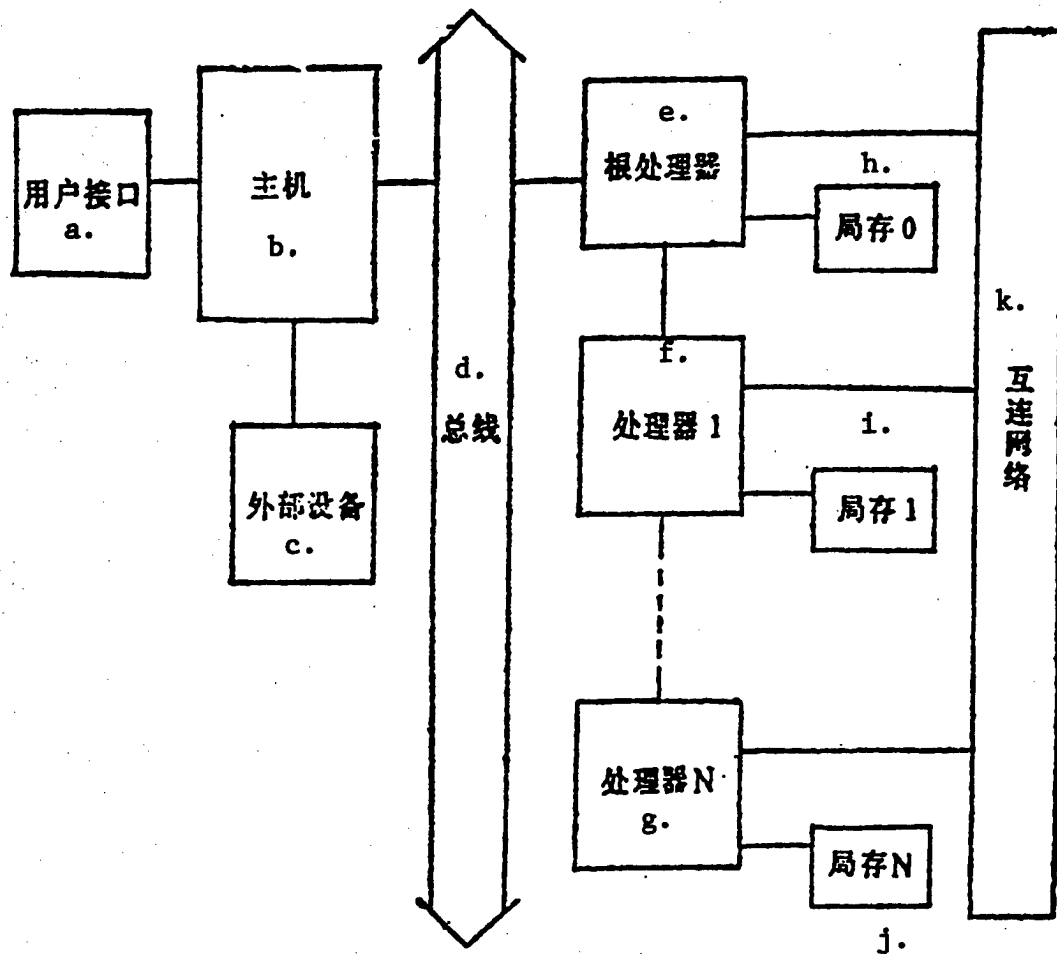 用户接口
a.
主机
b.
外部设备
c.
d.
总线
e.
根处理器
h.
局存0
f.
处理器1
i.
局存1
处理器N
g.
局存N
j.
k.
互连网络